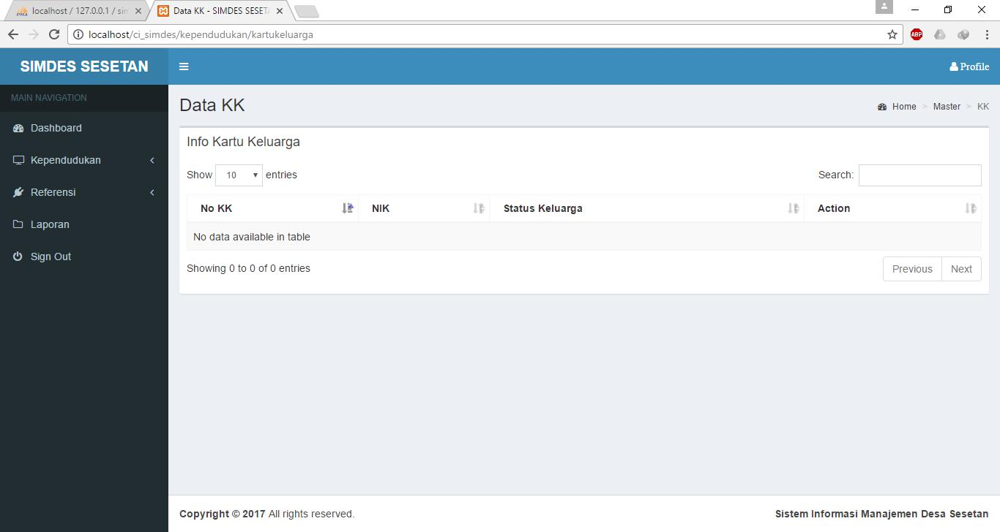 localhost / 127.0.0.1 / sim
Data KK - SIMDES SESETA
localhost/ci_simdes/kependudukan/kartukeluarga
ABP
SIMDES SESETAN
Profile
MAIN NAVIGATION
Dashboard
Kependudukan
Referensi
Laporan
Sign Out
Data KK
Home > Master > KK
Info Kartu Keluarga
Show 10 entries
Search:
No KK NIK Status Keluarga Action
No data available in table
Showing 0 to 0 of 0 entries
Previous Next
Copyright © 2017 All rights reserved.
Sistem Informasi Manajemen Desa Sesetan